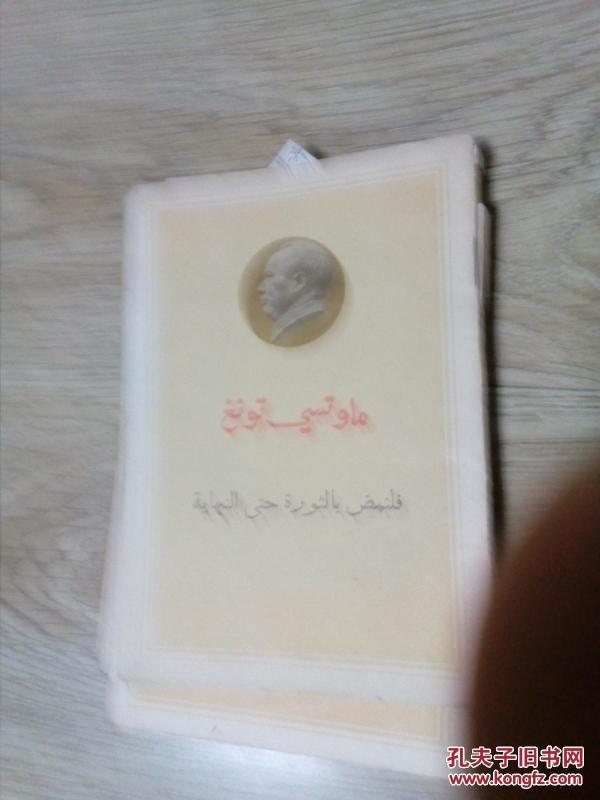 ماوتسي تونغ
فلنمض بالثورة حتى النهاية
孔夫子旧书网
www.kongfz.com